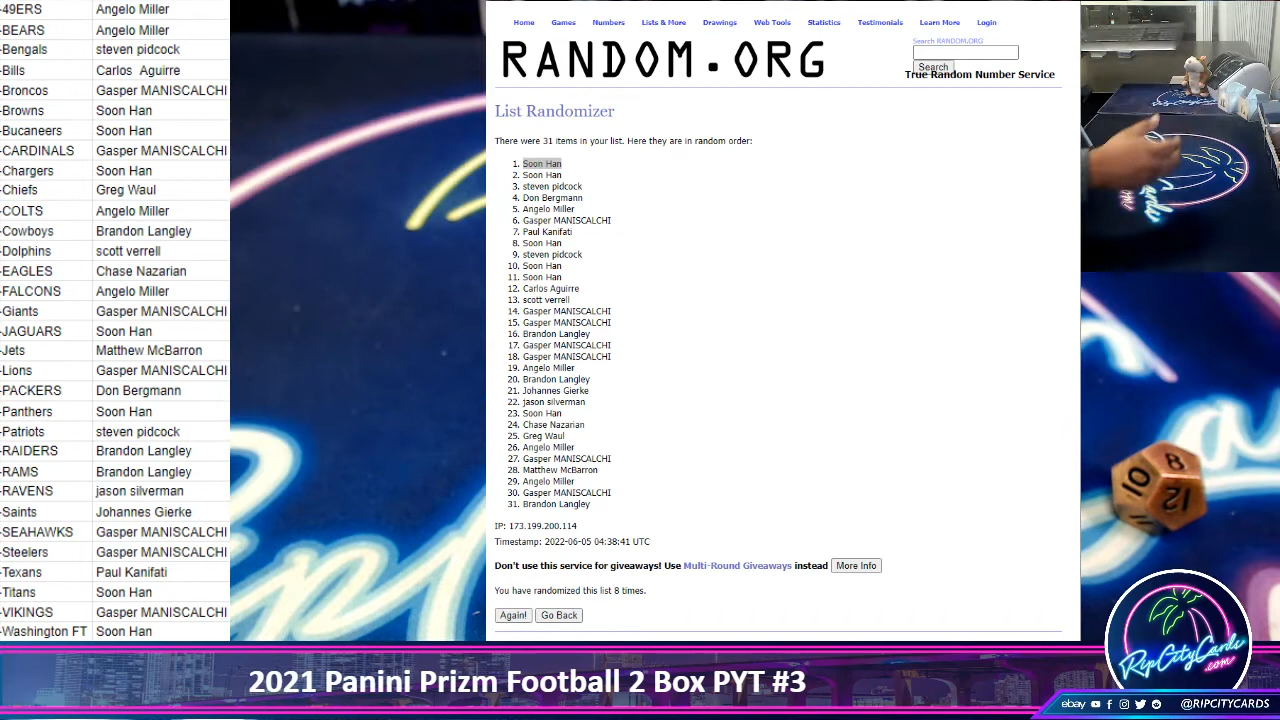 -49ERS Angelo Miller
-BEARS Angelo Miller
-Bengals steven pidcock
-Bills Carlos Aguirre
-Broncos Gasper MANISCALCHI
-Browns Soon Han
-Bucaneers Soon Han
-CARDINALS Gasper MANISCALCHI
-Chargers Soon Han
-Chiefs Greg Waul
-COLTS Angelo Miller
-Cowboys Brandon Langley
-Dolphins scott verrell
-EAGLES Chase Nazarian
-FALCONS Angelo Miller
-Giants Gasper MANISCALCHI
-JAGUARS Soon Han
-Jets Matthew McBarron
-Lions Gasper MANISCALCHI
-PACKERS Don Bergmann
-Panthers Soon Han
-Patriots steven pidcock
-RAIDERS Brandon Langley
-RAMS Brandon Langley
-RAVENS jason silverman
-Saints Johannes Gierke
-SEAHAWKS Gasper MANISCALCHI
-Steelers Gasper MANISCALCHI
-Texans Paul Kanifati
-Titans Soon Han
-VIKINGS Gasper MANISCALCHI
-Washington FT Soon Han
Home Games Numbers Lists & More Drawings Web Tools Statistics Testimonials Learn More Login
RANDOM.ORG
Search RANDOM.ORG
Search
True Random Number Service
List Randomizer
There were 31 items in your list. Here they are in random order:
1. Soon Han
2. Soon Han
3. steven pidcock
4. Don Bergmann
5. Angelo Miller
6. Gasper MANISCALCHI
7. Paul Kanifati
8. Soon Han
9. steven pidcock
10. Soon Han
11. Soon Han
12. Carlos Aguirre
13. scott verrell
14. Gasper MANISCALCHI
15. Gasper MANISCALCHI
16. Brandon Langley
17. Gasper MANISCALCHI
18. Gasper MANISCALCHI
19. Angelo Miller
20. Brandon Langley
21. Johannes Gierke
22. jason silverman
23. Soon Han
24. Chase Nazarian
25. Greg Waul
26. Angelo Miller
27. Gasper MANISCALCHI
28. Matthew McBarron
29. Angelo Miller
30. Gasper MANISCALCHI
31. Brandon Langley
IP: 173.199.200.114
Timestamp: 2022-06-05 04:38:41 UTC
Don't use this service for giveaways! Use Multi-Round Giveaways instead More Info
You have randomized this list 8 times.
Again! Go Back
8
10
12
2021 Panini Prizm Football 2 Box PYT #3
RipCityCards
.com
ebay @RIPCITYCARDS